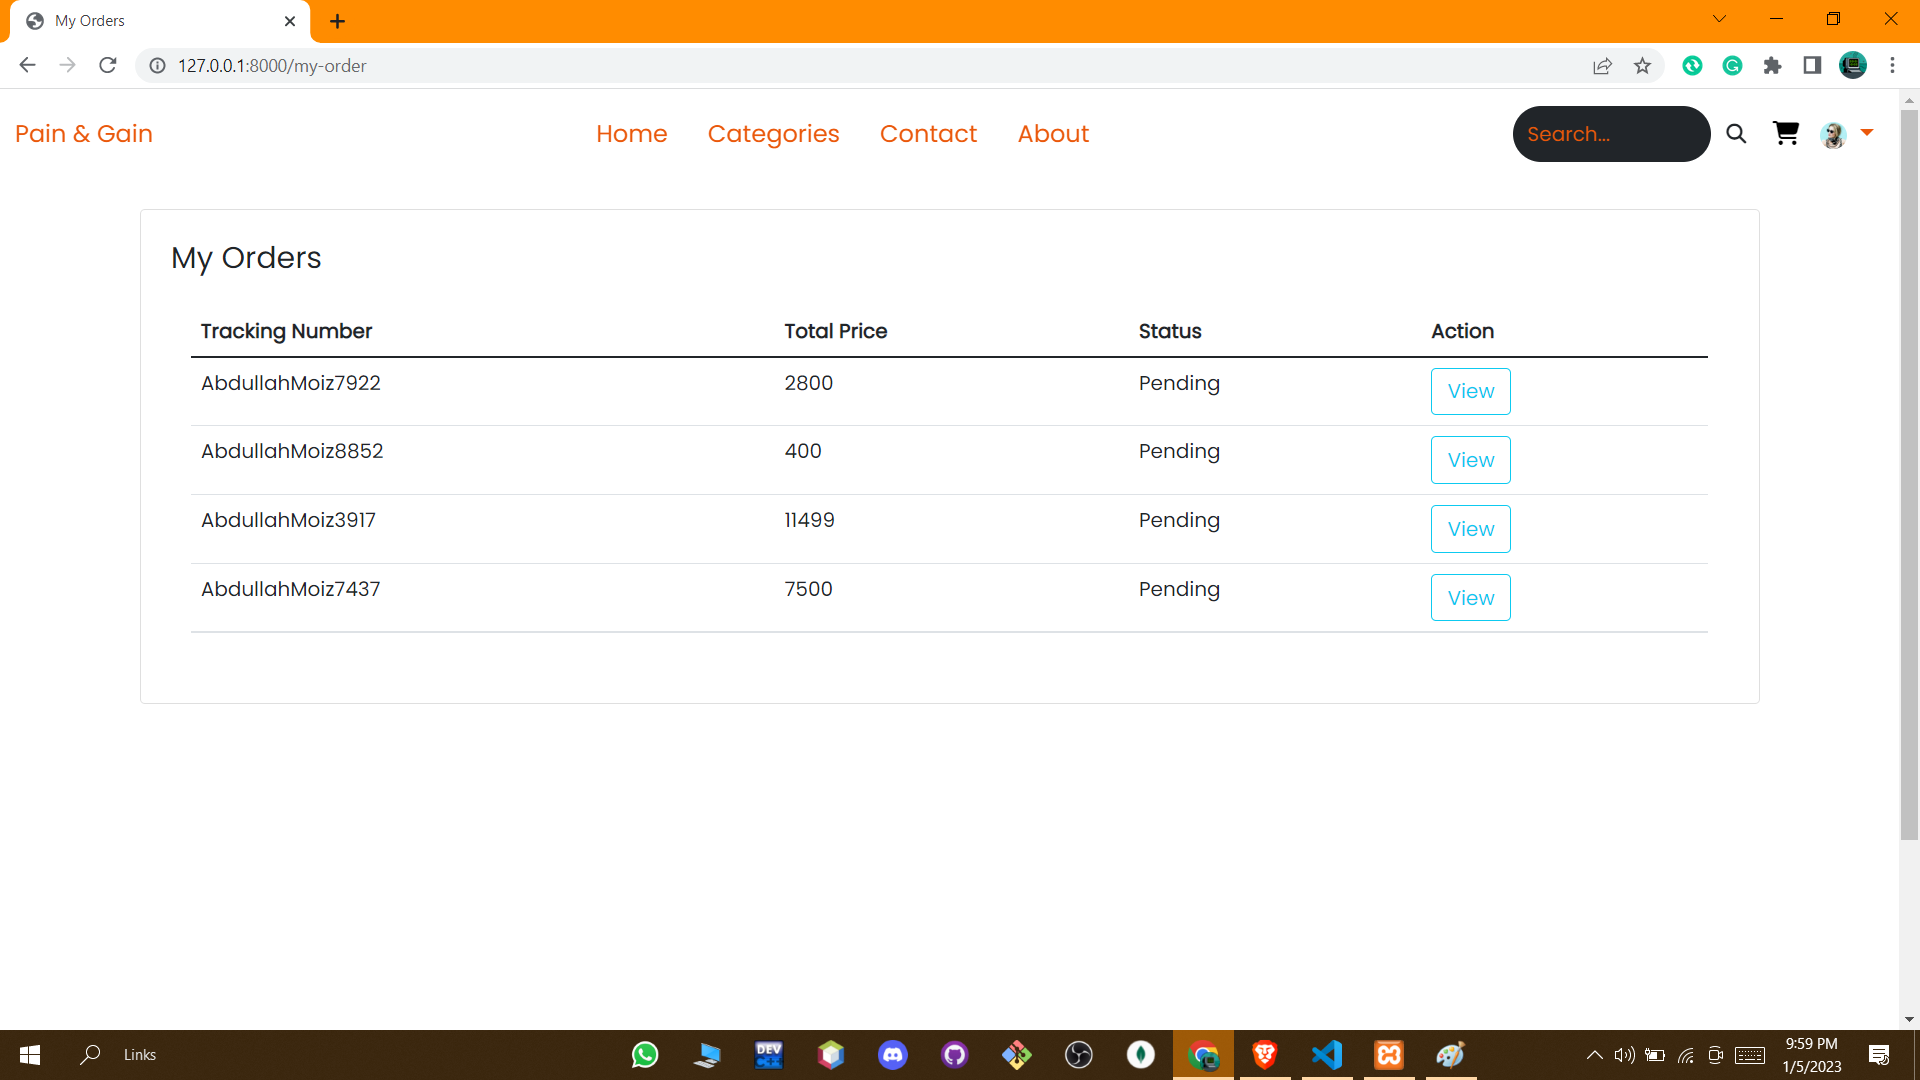 My Orders
127.0.0.1:8000/my-order
Pain & Gain Home Categories Contact About Search...
My Orders
Tracking Number Total Price Status Action
AbdullahMoiz7922 2800 Pending View
AbdullahMoiz8852 400 Pending View
AbdullahMoiz3917 11499 Pending View
AbdullahMoiz7437 7500 Pending View
Links DEV C++ 9:59 PM
1/5/2023